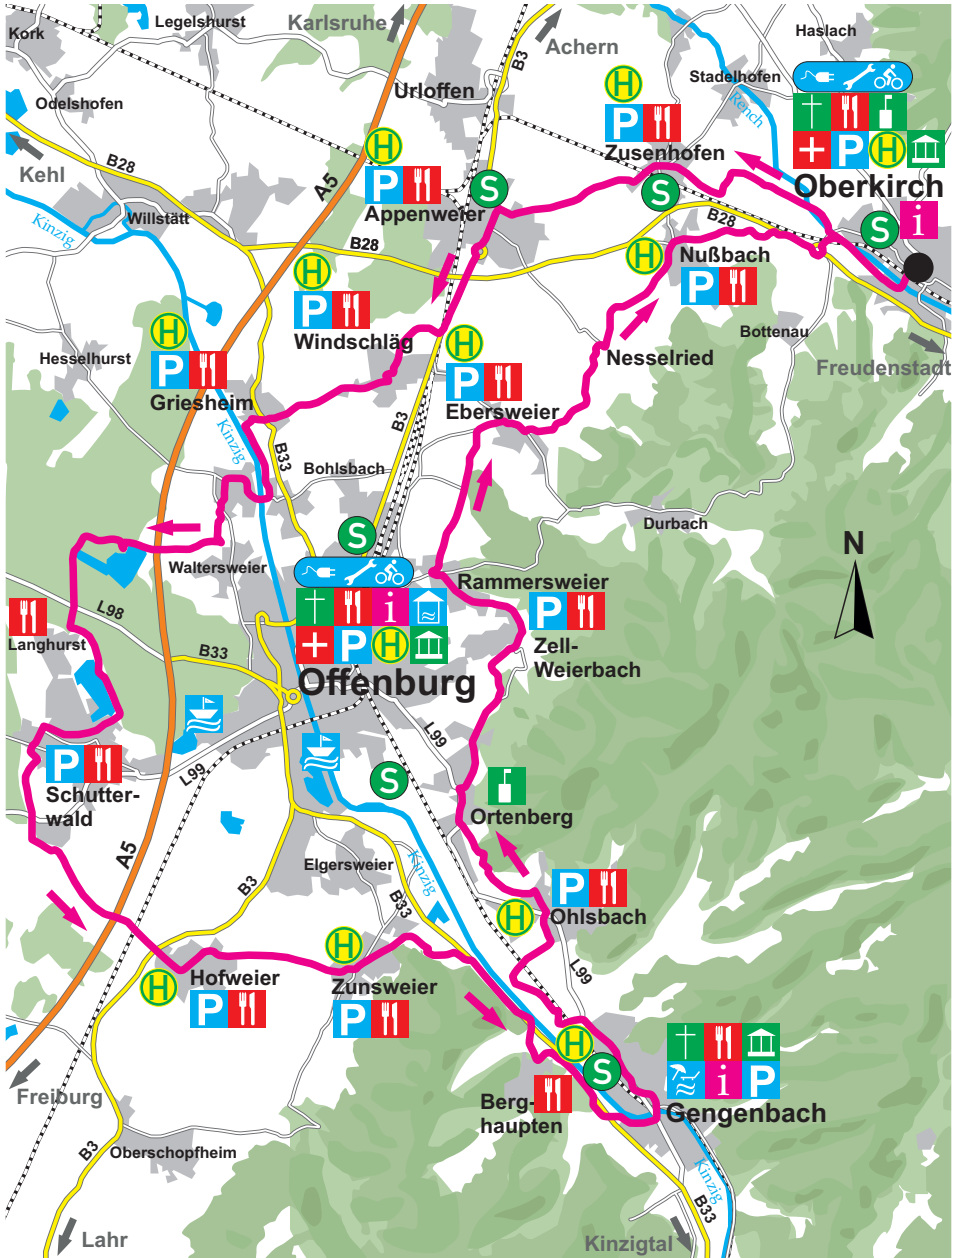 Karlsruhe
Legelshurst
Kork
Haslach
Achern
B3
Stadelhofen
Urloffen
Odelshofen
H
Rench
P
B28
A5
Zusenhofen
H
P
H
Kehl
P
S
Oberkirch
Appenweier
S
B28
S
i
Kinzig
Willstätt
B28
H
H
Nußbach
P
P
H
Windschläg
H
Bottenau
Nesselried
Hesselhurst
P
P
Freudenstadt
Griesheim
Ebersweier
Kinzig
B3
B33
Bohlsbach
S
Durbach
N
Waltersweier
Rammersweier
L98
i
P
Langhurst
P
H
Zell-
Weierbach
B33
Offenburg
L99
P
L99
S
Schutter-
wald
Ortenberg
A5
Elgersweier
Kinzig
B3
B33
P
H
Ohlsbach
H
L99
Hofweier
H
Zunsweier
P
P
H
S
Freiburg
i
P
Berg-
haupten
Gengenbach
B3
Oberschopfheim
Kinzig
B33
Lahr
Kinzigtal